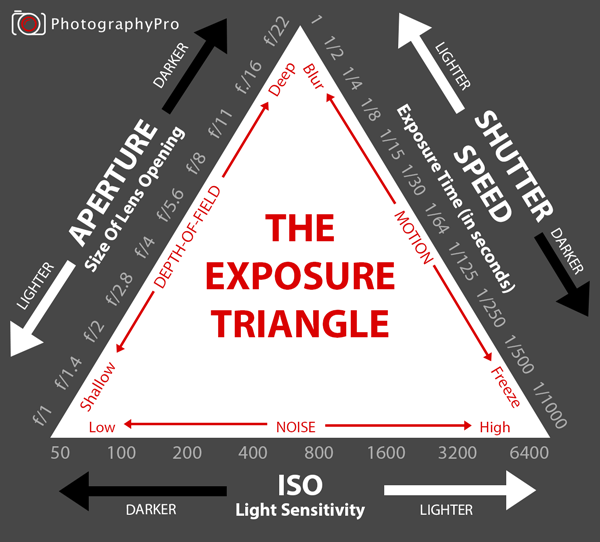 PhotographyPro
DARKER
APERTURE
Size Of Lens Opening
LIGHTER
f/22
f./16
f/11
f/8
f/5.6
f/4
f/2.8
f/2
f/1.4
f/1
Deep
DEPTH-OF-FIELD
Shallow
LIGHTER
SHUTTER
SPEED
Exposure Time (in seconds)
DARKER
1
1/2
1/4
1/8
1/15
1/30
1/64
1/125
1/250
1/500
1/1000
Blur
MOTION
Freeze
THE
EXPOSURE
TRIANGLE
Low NOISE High
50 100 200 400 800 1600 3200 6400
ISO
Light Sensitivity
DARKER
LIGHTER